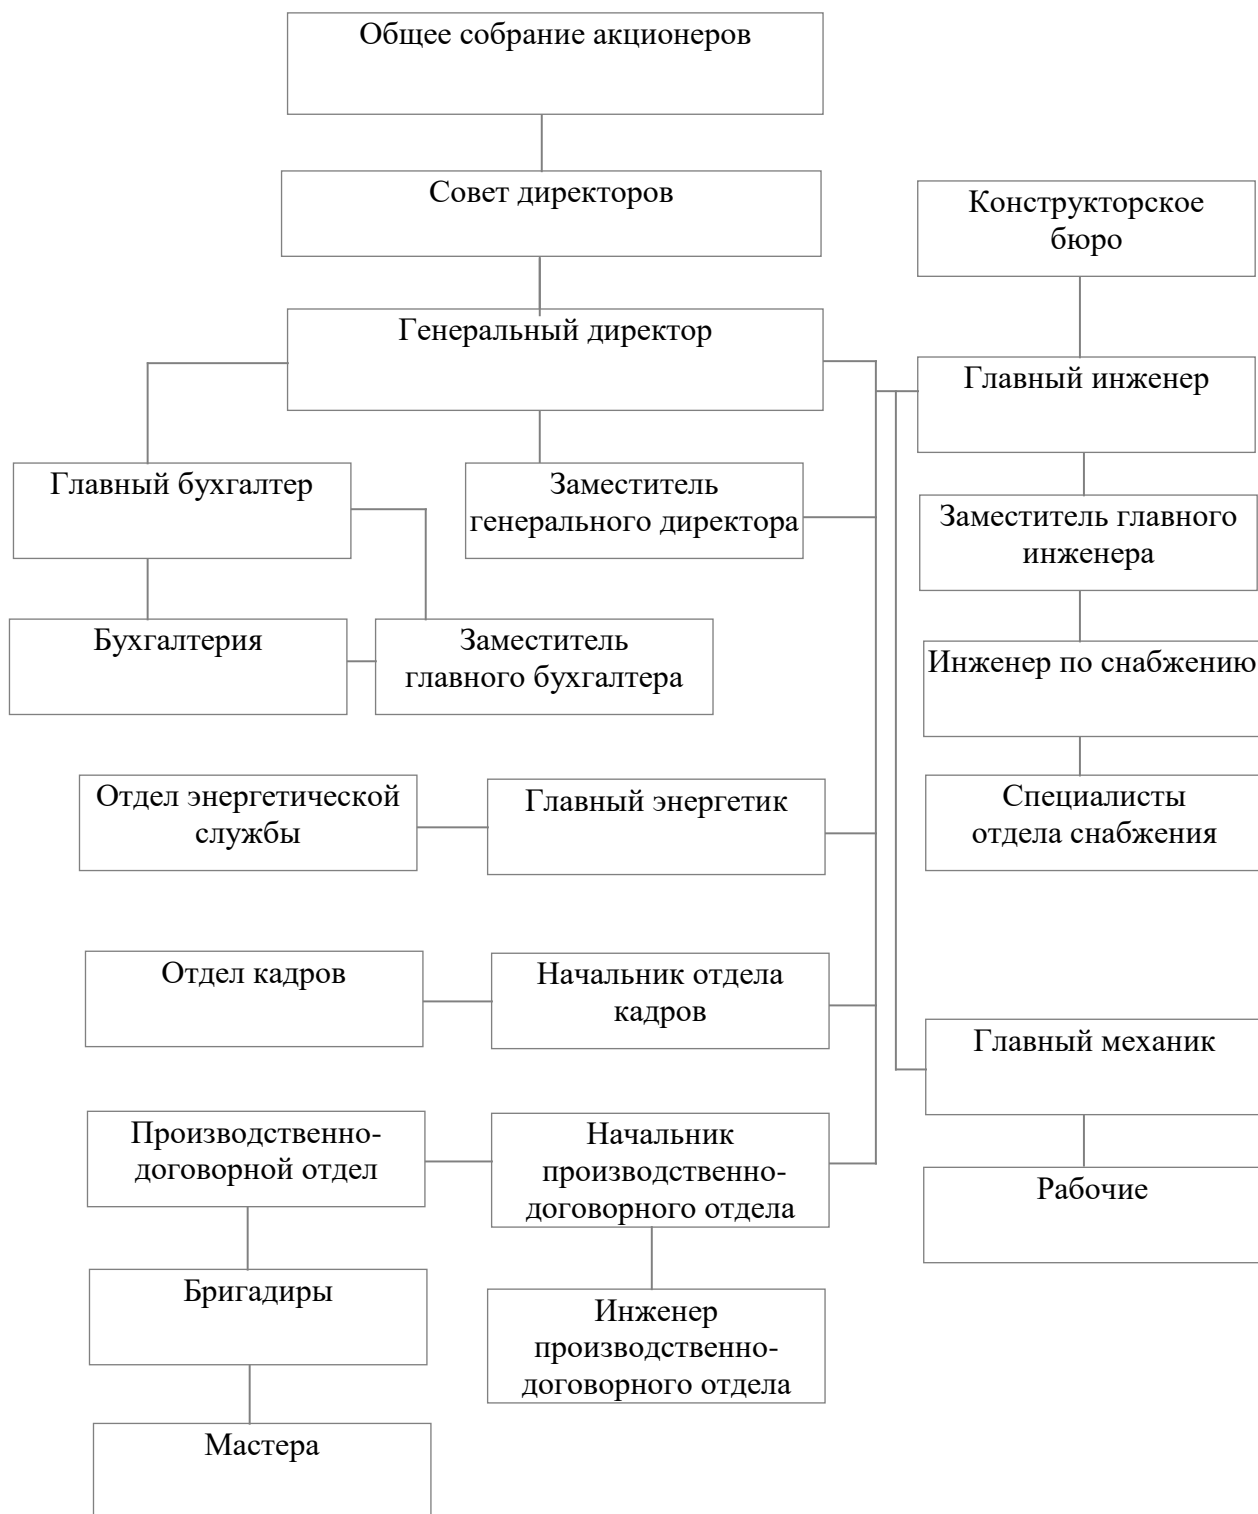 Общее собрание акционеров
Совет директоров
Конструкторское
бюро
Генеральный директор
Главный инженер
Главный бухгалтер
Заместитель
генерального директора
Заместитель главного
инженера
Бухгалтерия
Заместитель
главного бухгалтера
Инженер по снабжению
Отдел энергетической
службы
Главный энергетик
Специалисты
отдела снабжения
Отдел кадров
Начальник отдела
кадров
Главный механик
Производственно-
договорной отдел
Начальник
производственно-
договорного отдела
Рабочие
Бригадиры
Инженер
производственно-
договорного отдела
Мастера